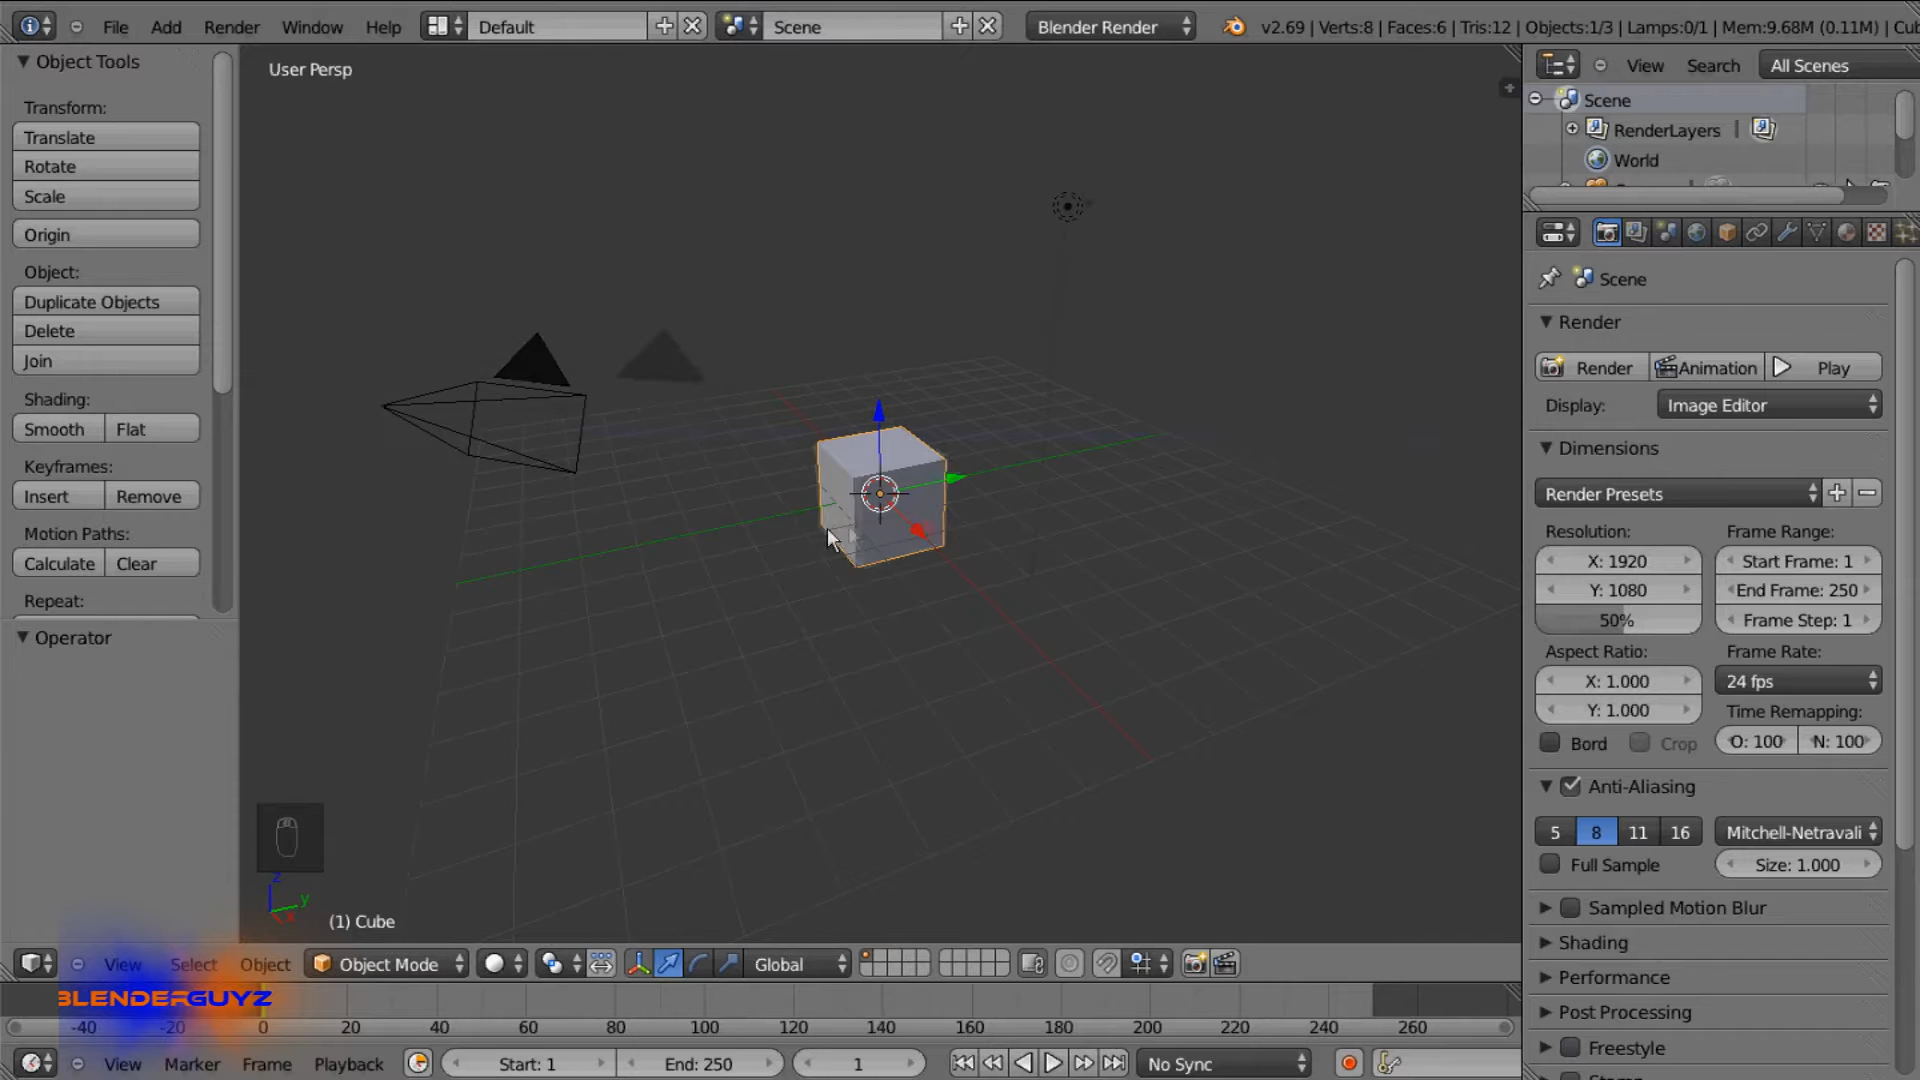 File Add Render Window Help Default Scene Blender Render v2.69 | Verts:8 | Faces:6 | Tris:12 | Objects:1/3 | Lamps:0/1 | Mem:9.68M (0.11M) | Cub
Object Tools
Transform:
Translate
Rotate
Scale
Origin
Object:
Duplicate Objects
Delete
Join
Shading:
Smooth Flat
Keyframes:
Insert Remove
Motion Paths:
Calculate Clear
Repeat:
Operator
User Persp
z
y
x
(1) Cube
View Search All Scenes
Scene
RenderLayers
World
Scene
Render
Render Animation Play
Display: Image Editor
Dimensions
Render Presets
Resolution: Frame Range:
X: 1920 Start Frame: 1
Y: 1080 End Frame: 250
50% Frame Step: 1
Aspect Ratio: Frame Rate:
X: 1.000 24 fps
Y: 1.000 Time Remapping:
Bord Crop O: 100 N: 100
Anti-Aliasing
5 8 11 16 Mitchell-Netravali
Full Sample Size: 1.000
Sampled Motion Blur
Shading
Performance
Post Processing
Freestyle
View Select Object Object Mode Global
BLENDERGUYZ
-40 -20 0 20 40 60 80 100 120 140 160 180 200 220 240 260
View Marker Frame Playback Start: 1 End: 250 1 No Sync